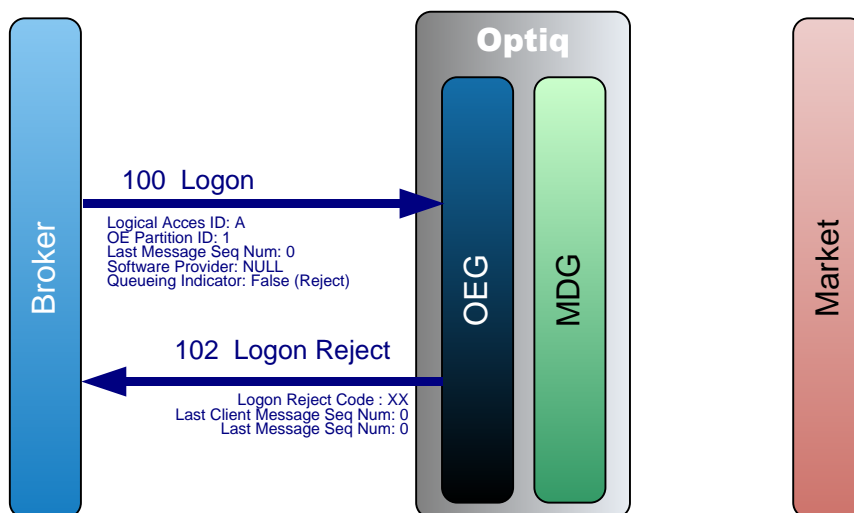 Optiq
Broker
100  Logon
Logical Acces ID: A
OE Partition ID: 1
Last Message Seq Num: 0
Software Provider: NULL
Queueing Indicator: False (Reject)
OEG
MDG
Market
102  Logon Reject
Logon Reject Code : XX
Last Client Message Seq Num: 0
Last Message Seq Num: 0